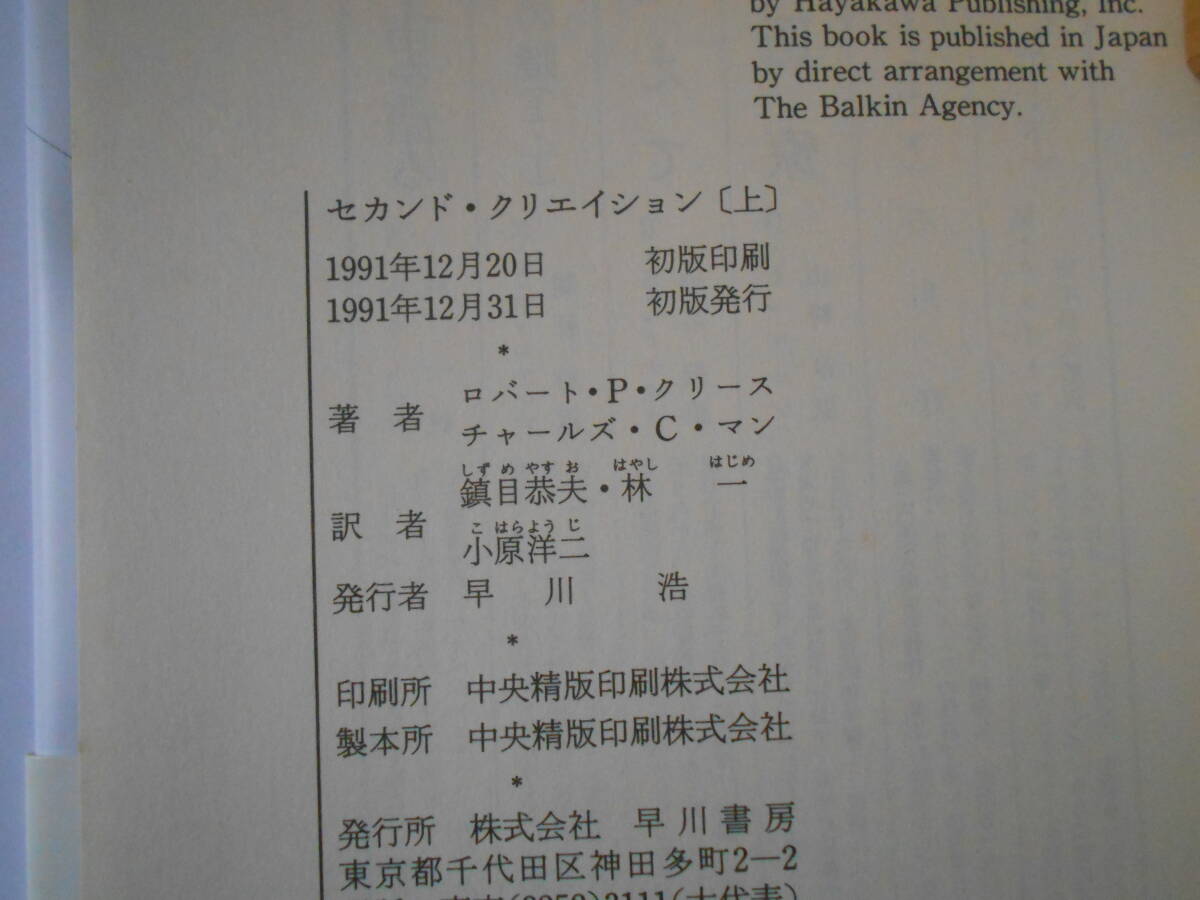 by Hayakawa Publishing, Inc.
This book is published in Japan
by direct arrangement with
The Balkin Agency.
セカンド・クリエイション〔上〕
1991年12月20日 初版印刷
1991年12月31日 初版発行
*
著者 ロバート・P・クリース
チャールズ・C・マン
しずめやすお はやし はじめ
訳者 鎮目恭夫・林 一
こはらようじ
小原洋二
発行者 早川 浩
*
印刷所 中央精版印刷株式会社
製本所 中央精版印刷株式会社
*
発行所 株式会社 早川書房
東京都千代田区神田多町2―2
(大代表)